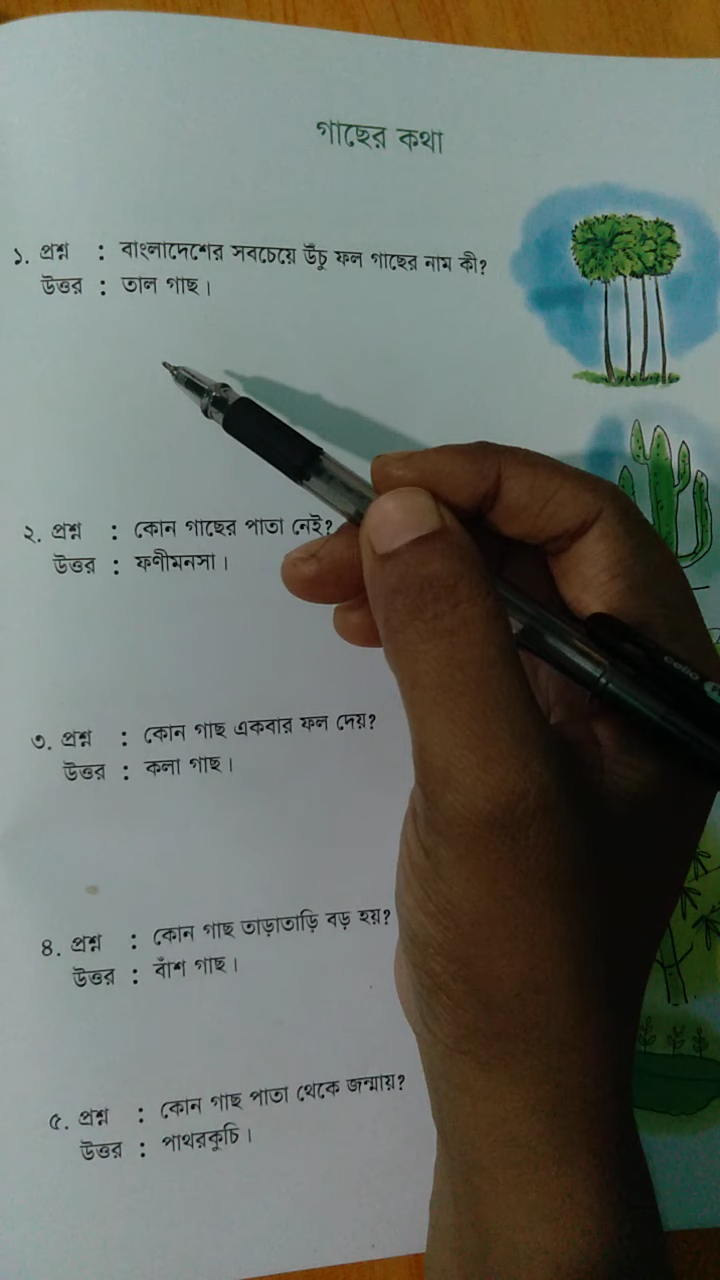 গাছের কথা
১. প্রশ্ন : বাংলাদেশের সবচেয়ে উঁচু ফল গাছের নাম কী?
উত্তর : তাল গাছ।
২. প্রশ্ন : কোন গাছের পাতা নেই?
উত্তর : ফণীমনসা।
৩. প্রশ্ন : কোন গাছ একবার ফল দেয়?
উত্তর : কলা গাছ।
৪. প্রশ্ন : কোন গাছ তাড়াতাড়ি বড় হয়?
উত্তর : বাঁশ গাছ।
৫. প্রশ্ন : কোন গাছ পাতা থেকে জন্মায়?
উত্তর : পাথরকুচি।
cello